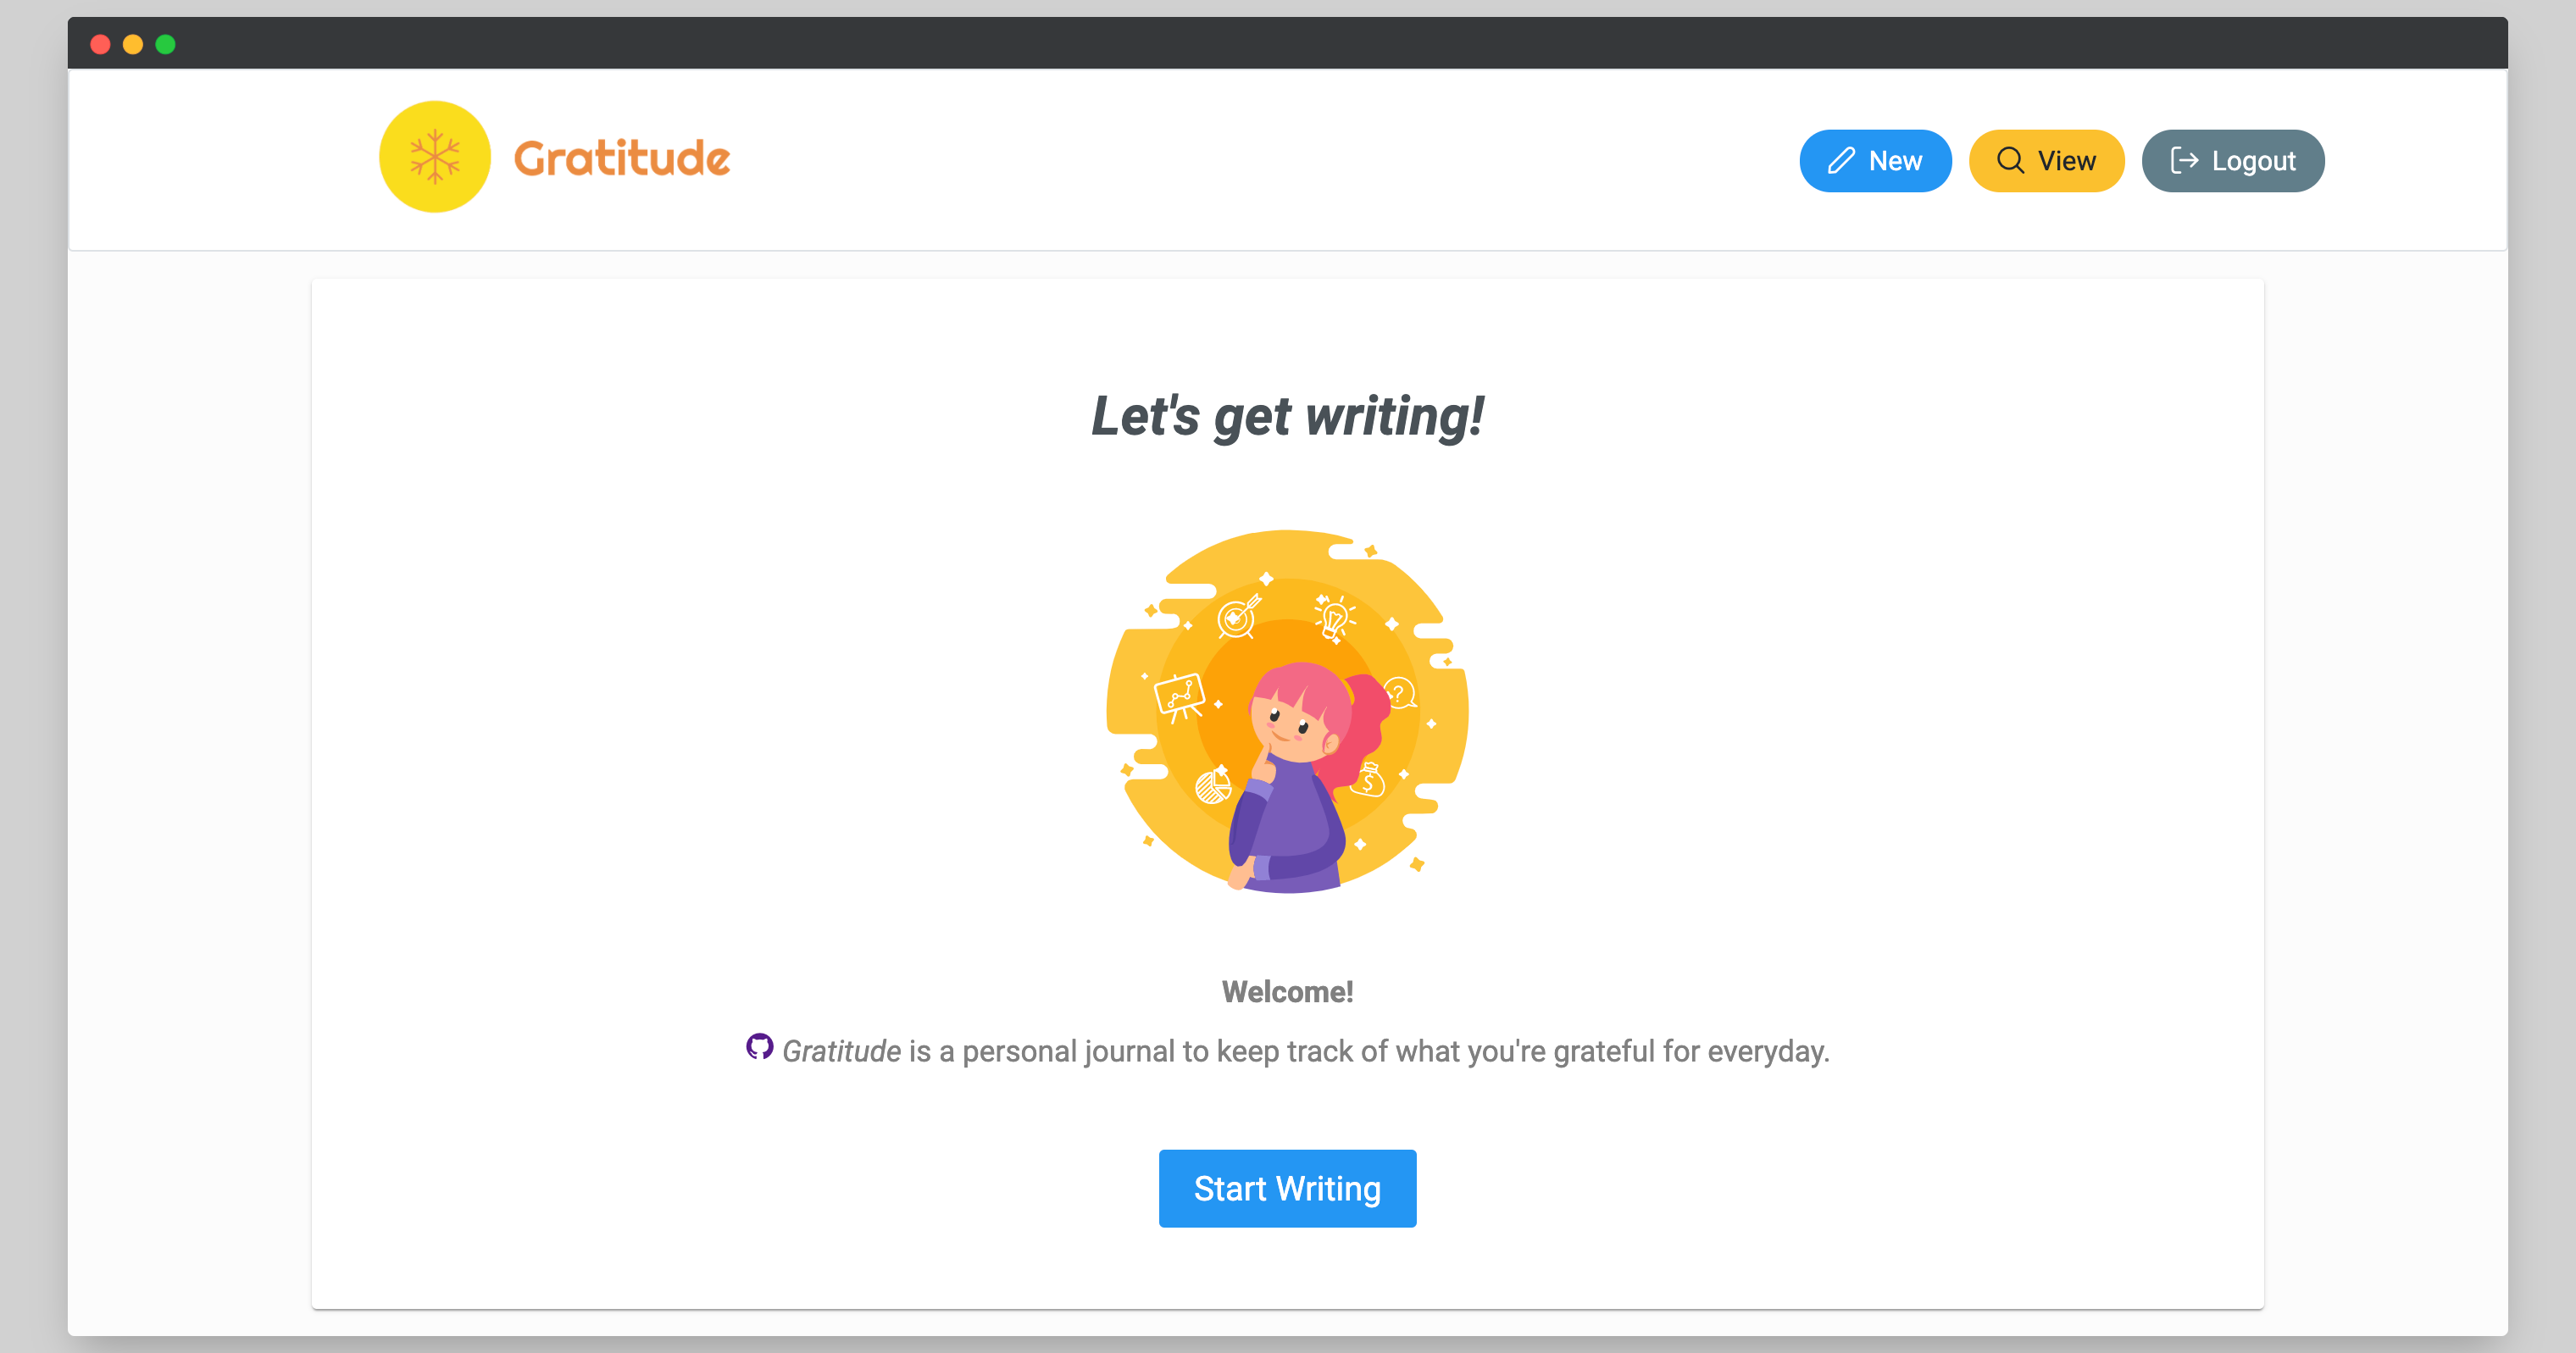 Gratitude
New
View
Logout
Let's get writing!
?
$
Welcome!
Gratitude is a personal journal to keep track of what you're grateful for everyday.
Start Writing